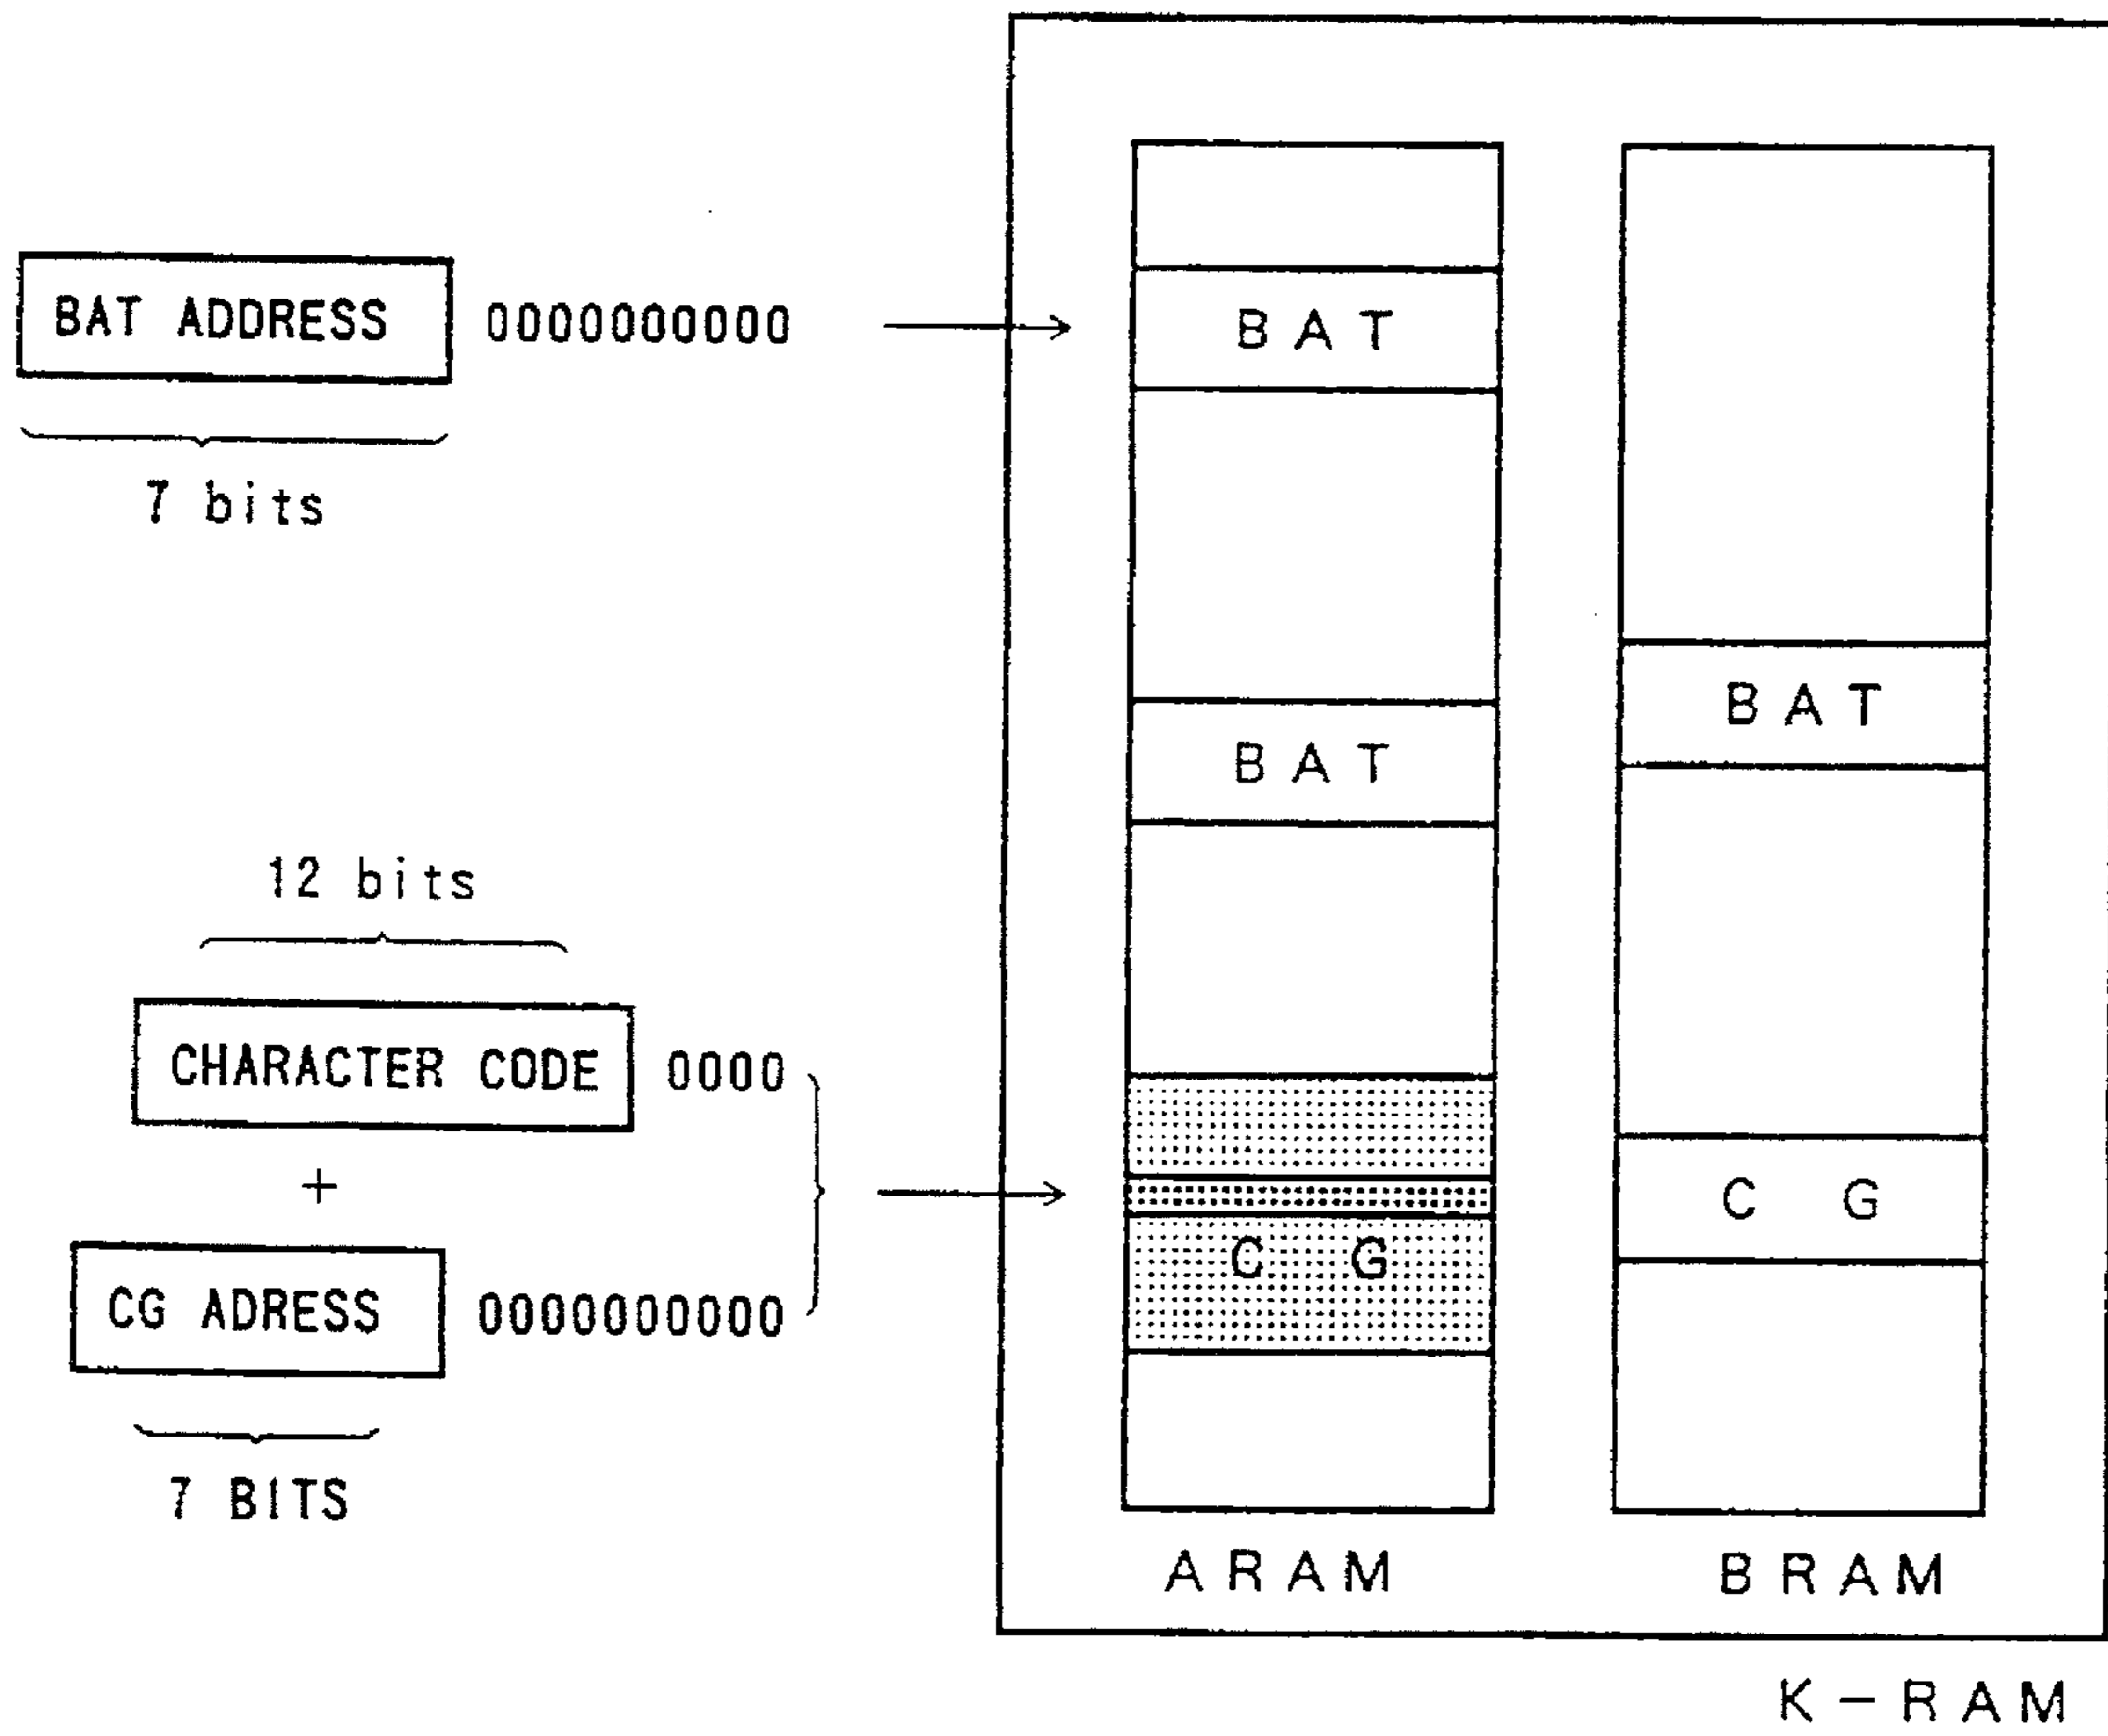 BAT ADDRESS 0000000000
7 bits
12 bits
CHARACTER CODE 0000
+
CG ADRESS 0000000000
7 BITS
BAT
BAT
C G
ARAM
BAT
C G
BRAM
K-RAM